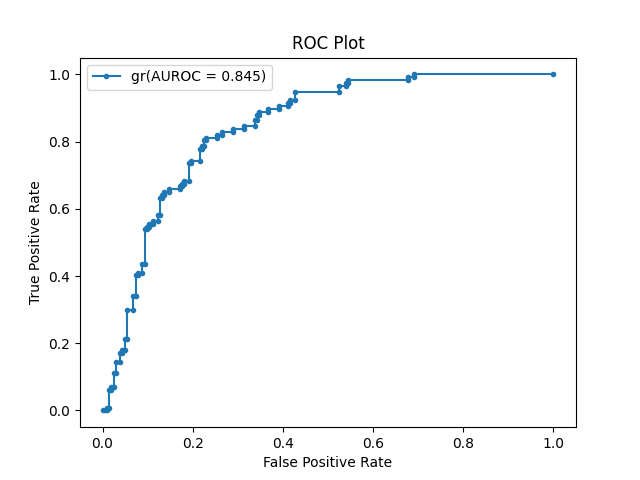 ROC Plot
gr(AUROC = 0.845)
True Positive Rate
1.0
0.8
0.6
0.4
0.2
0.0
0.0 0.2 0.4 0.6 0.8 1.0
False Positive Rate